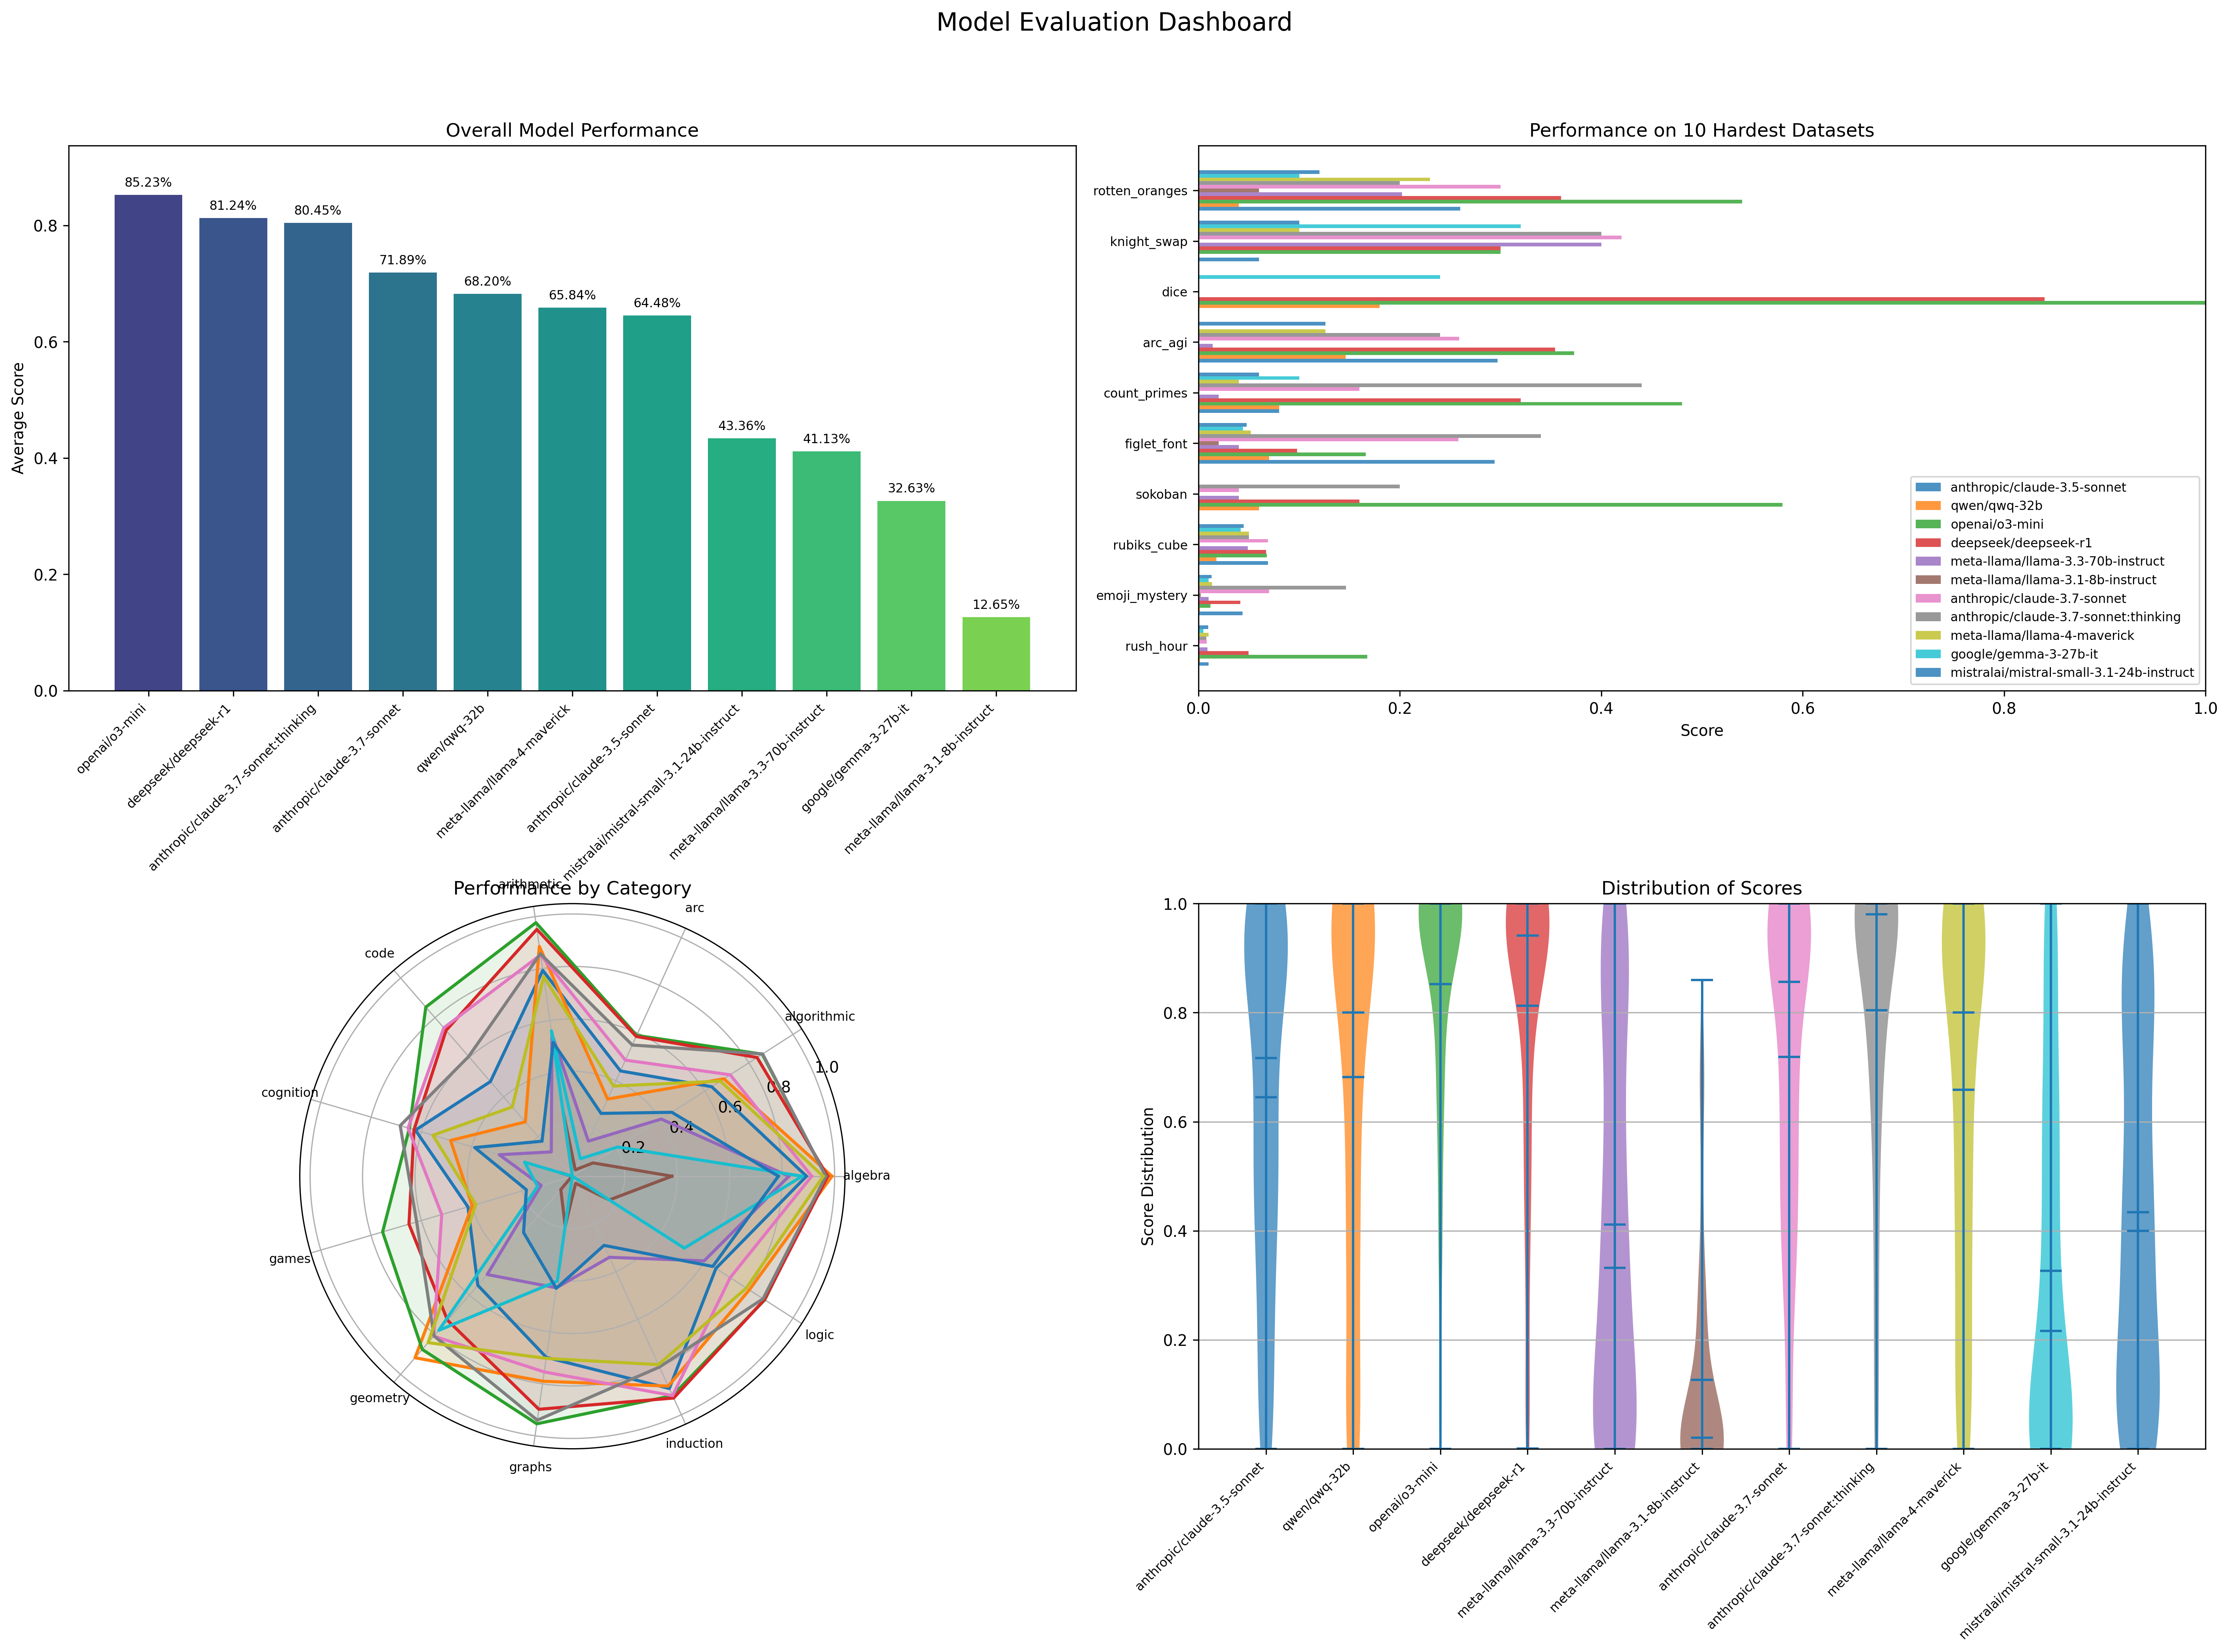 Model Evaluation Dashboard
Overall Model Performance
85.23%
81.24%
80.45%
71.89%
68.20%
65.84%
64.48%
43.36%
41.13%
32.63%
12.65%
Average Score
0.8
0.6
0.4
0.2
0.0
openai/o3-mini
deepseek/deepseek-r1
anthropic/claude-3.7-sonnet:thinking
anthropic/claude-3.7-sonnet
qwen/qwq-32b
meta-llama/llama-4-maverick
anthropic/claude-3.5-sonnet
mistralai/mistral-small-3.1-24b-instruct
meta-llama/llama-3.3-70b-instruct
google/gemma-3-27b-it
meta-llama/llama-3.1-8b-instruct
Performance on 10 Hardest Datasets
rotten_oranges
knight_swap
dice
arc_agi
count_primes
figlet_font
sokoban
rubiks_cube
emoji_mystery
rush_hour
anthropic/claude-3.5-sonnet
qwen/qwq-32b
openai/o3-mini
deepseek/deepseek-r1
meta-llama/llama-3.3-70b-instruct
meta-llama/llama-3.1-8b-instruct
anthropic/claude-3.7-sonnet
anthropic/claude-3.7-sonnet:thinking
meta-llama/llama-4-maverick
google/gemma-3-27b-it
mistralai/mistral-small-3.1-24b-instruct
0.0 0.2 0.4 0.6 0.8 1.0
Score
Performance by Category
arithmetic
arc
code
algorithmic
cognition
algebra
games
logic
geometry
induction
graphs
1.0
0.8
0.6
0.4
0.2
Distribution of Scores
Score Distribution
1.0
0.8
0.6
0.4
0.2
0.0
anthropic/claude-3.5-sonnet
qwen/qwq-32b
openai/o3-mini
deepseek/deepseek-r1
meta-llama/llama-3.3-70b-instruct
meta-llama/llama-3.1-8b-instruct
anthropic/claude-3.7-sonnet
anthropic/claude-3.7-sonnet:thinking
meta-llama/llama-4-maverick
google/gemma-3-27b-it
mistralai/mistral-small-3.1-24b-instruct